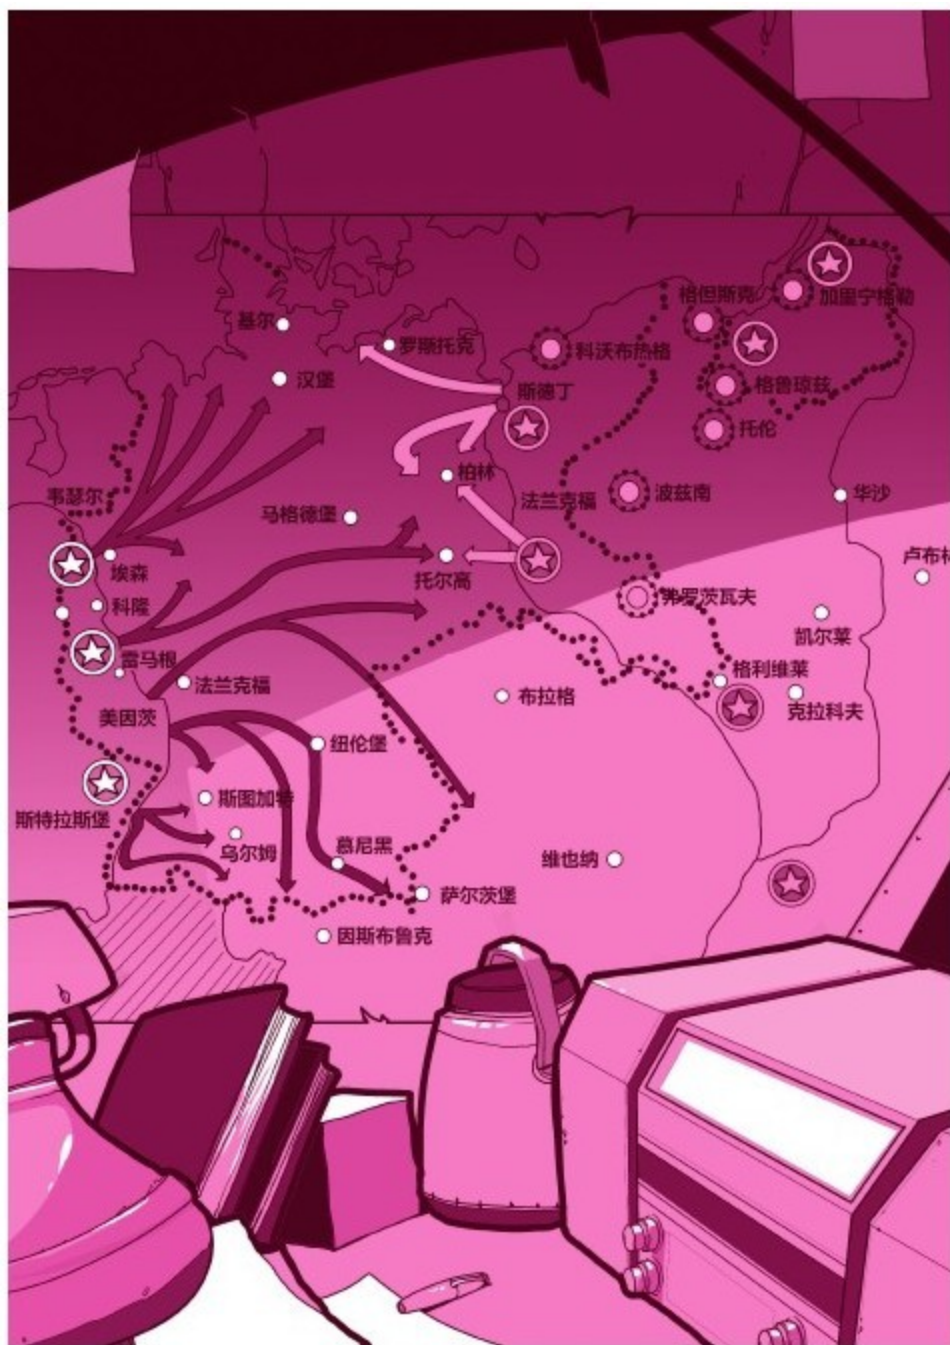 格但斯克
加里宁格勒
基尔
罗斯托克
科沃布热格
汉堡
斯德丁
格鲁琼兹
托伦
柏林
韦瑟尔
法兰克福
波兹南
华沙
马格德堡
埃森
托尔高
卢布林
科隆
弗罗茨瓦夫
凯尔莱
雷马根
格利维莱
法兰克福
布拉格
克拉科夫
美因茨
纽伦堡
斯图加特
斯特拉斯堡
乌尔姆
慕尼黑
维也纳
萨尔茨堡
因斯布鲁克